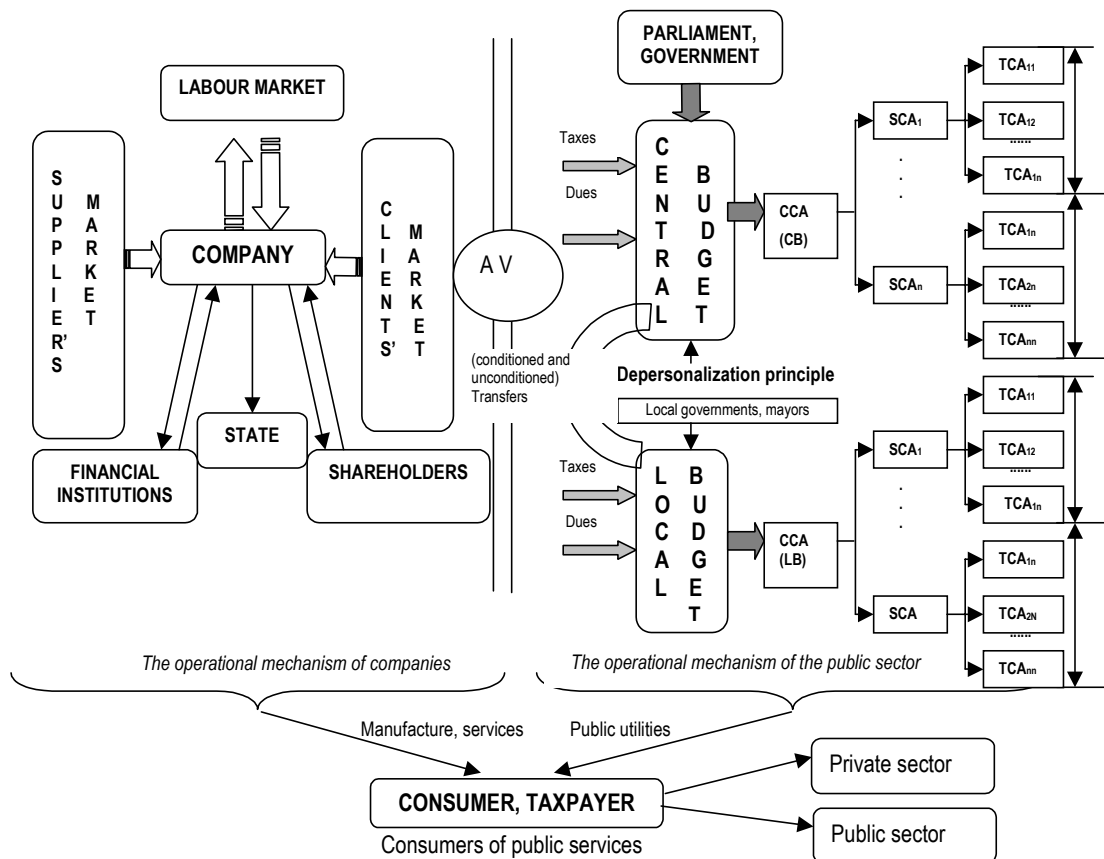 LABOUR MARKET
SUPPLIER'S
MARKET
COMPANY
CLIENTS'
MARKET
STATE
FINANCIAL
INSTITUTIONS
SHAREHOLDERS
A V
(conditioned and
unconditioned)
Transfers
PARLIAMENT,
GOVERNMENT
Taxes
Dues
CENTRAL
BUDGET
CCA
(CB)
SCA1
.
.
.
SCAn
TCA11
TCA12
......
TCA1n
TCA1n
TCA2n
......
TCAnn
Depersonalization principle
Local governments, mayors
Taxes
Dues
LOCAL
BUDGET
CCA
(LB)
SCA1
.
.
.
SCA
TCA11
TCA12
......
TCA1n
TCA1n
TCA2N
......
TCAnn
The operational mechanism of companies
The operational mechanism of the public sector
Manufacture, services
Public utilities
CONSUMER, TAXPAYER
Consumers of public services
Private sector
Public sector